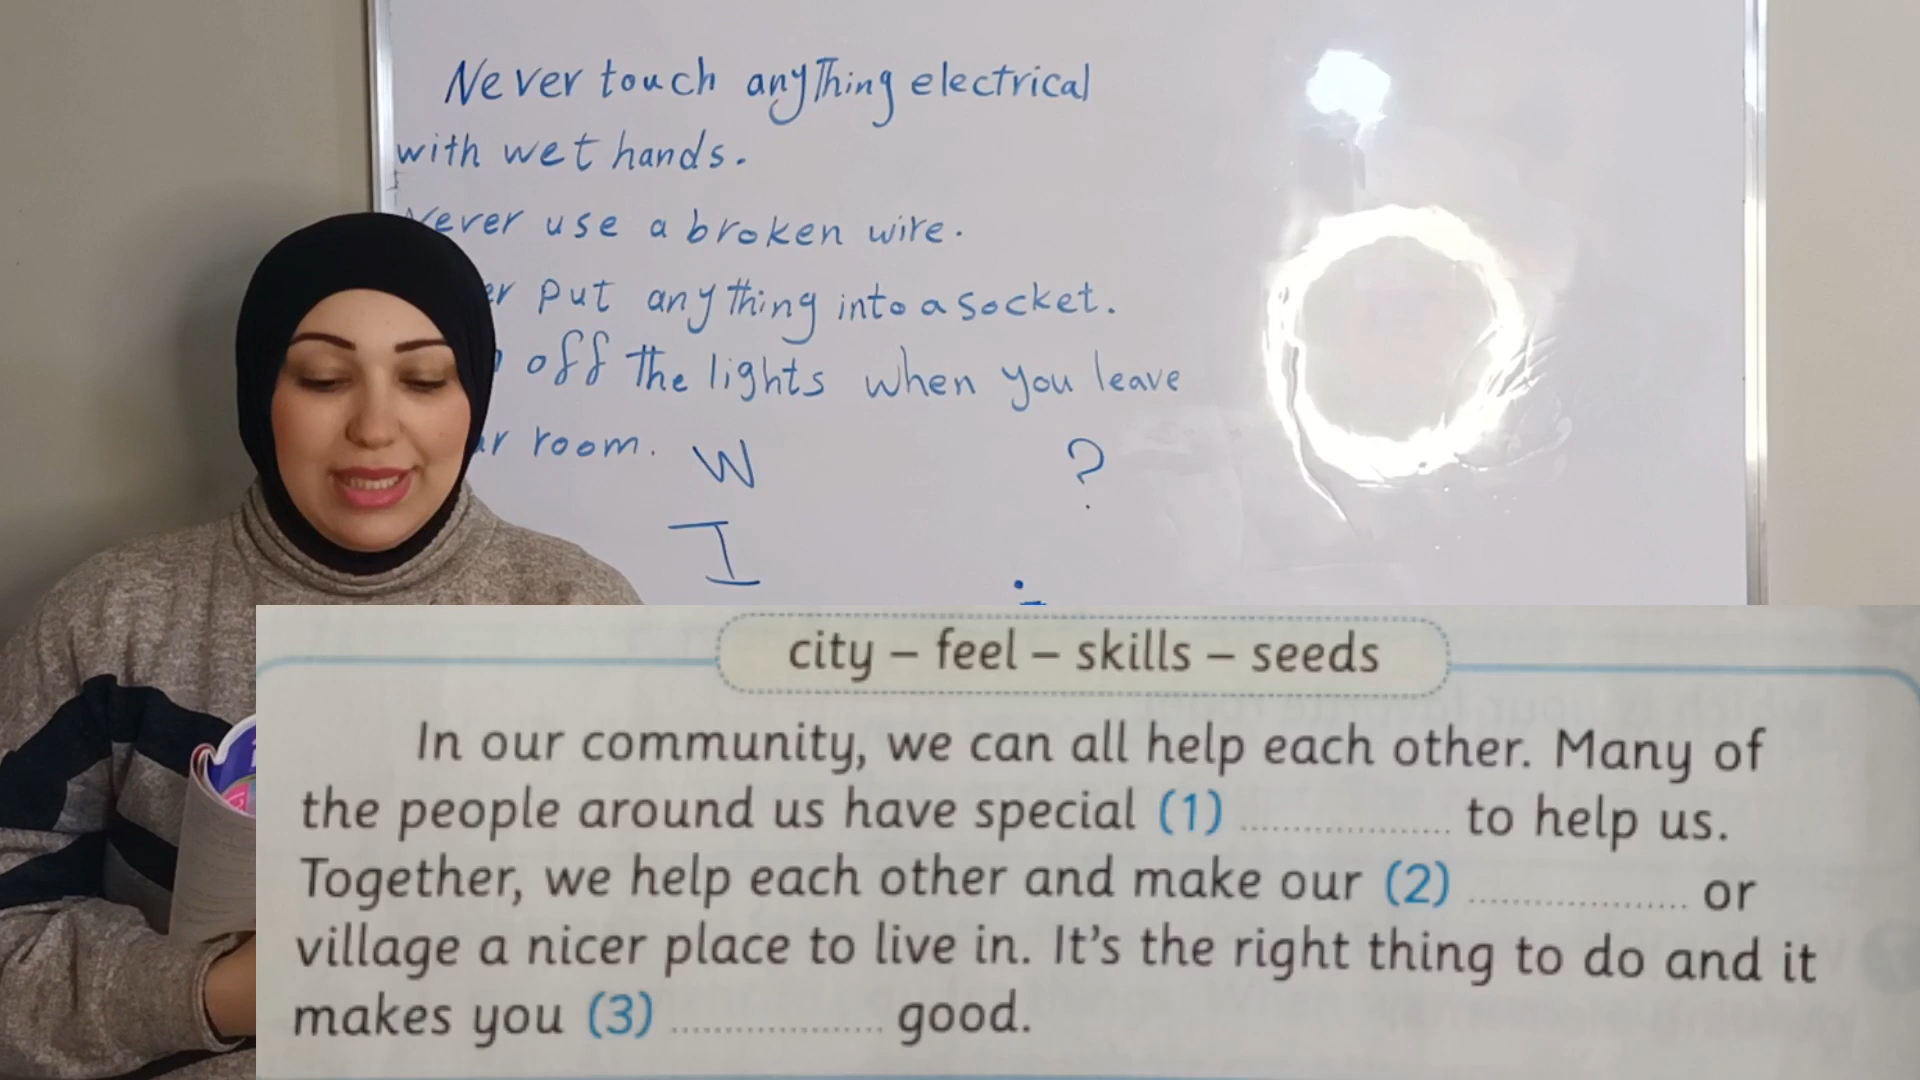 Never touch anything electrical
with wet hands.
Never use a broken wire.
put anything into a socket.
off the lights when you leave
room. W ?
I
city – feel – skills – seeds
In our community, we can all help each other. Many of
the people around us have special (1) .................... to help us.
Together, we help each other and make our (2) .................... or
village a nicer place to live in. It's the right thing to do and it
makes you (3) .................... good.